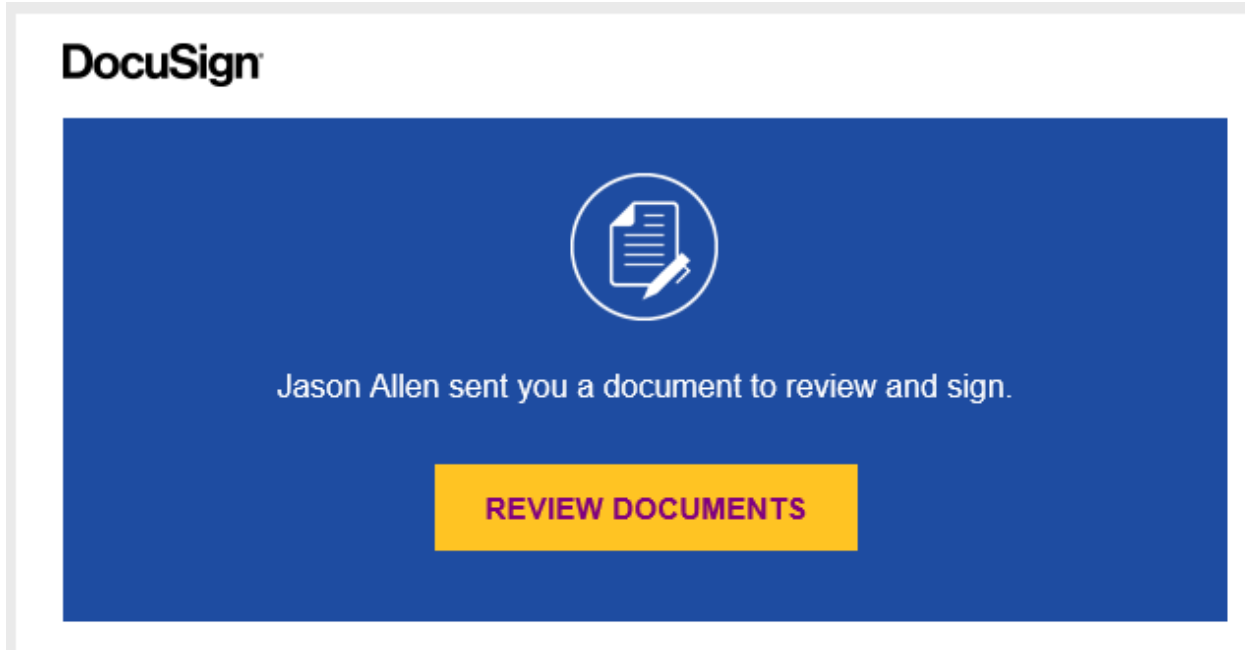 DocuSign
Jason Allen sent you a document to review and sign.
REVIEW DOCUMENTS